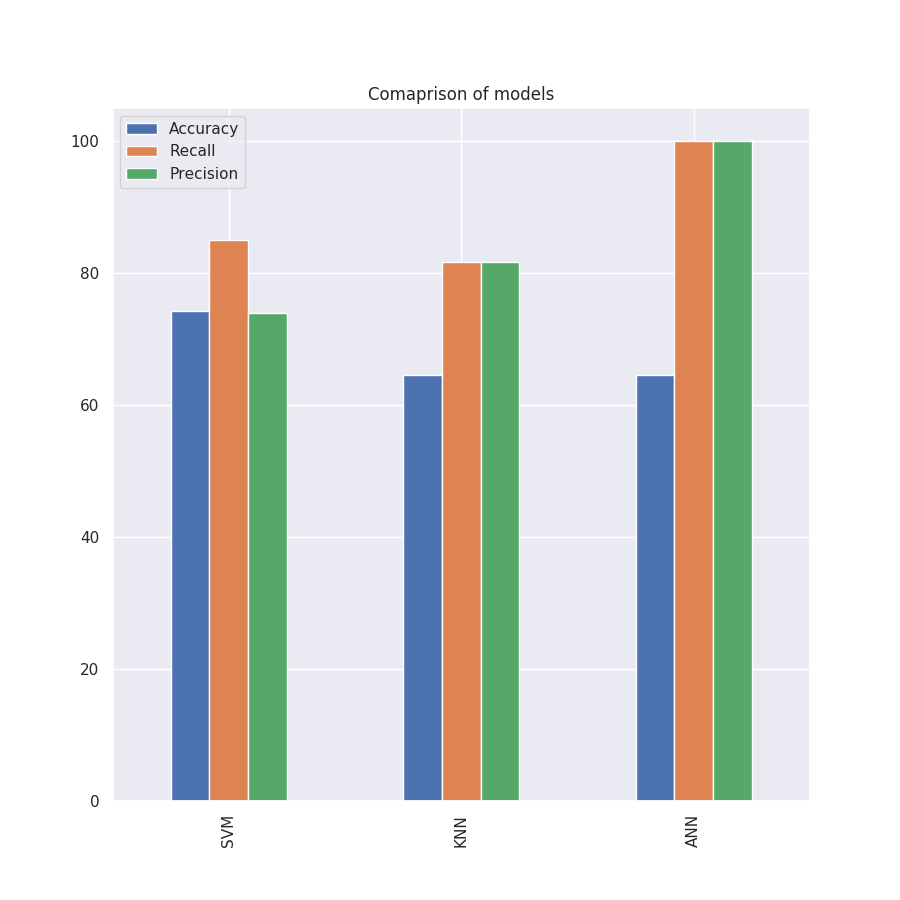 Comaprison of models
Accuracy
Recall
Precision
100
80
60
40
20
0
SVM
KNN
ANN